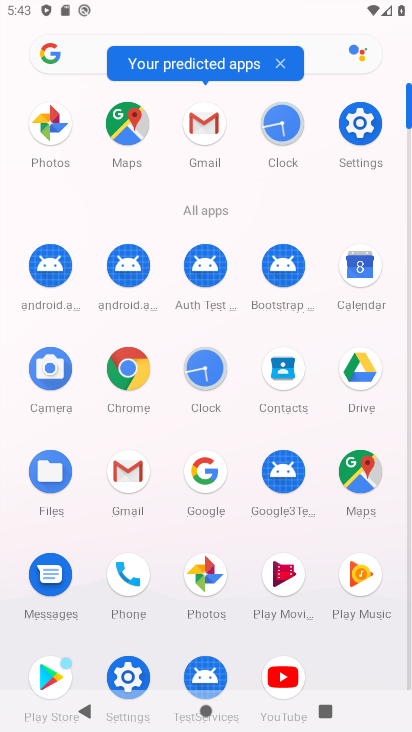 5:43
Your predicted apps
Photos Maps Gmail Clock Settings
All apps
android.a... android.a... Auth Test ... Bootstrap ... Calendar
Camera Chrome Clock Contacts Drive
Files Gmail Google Google3Te... Maps
Messages Phone Photos Play Movi... Play Music
Play Store Settings TestServices YouTube